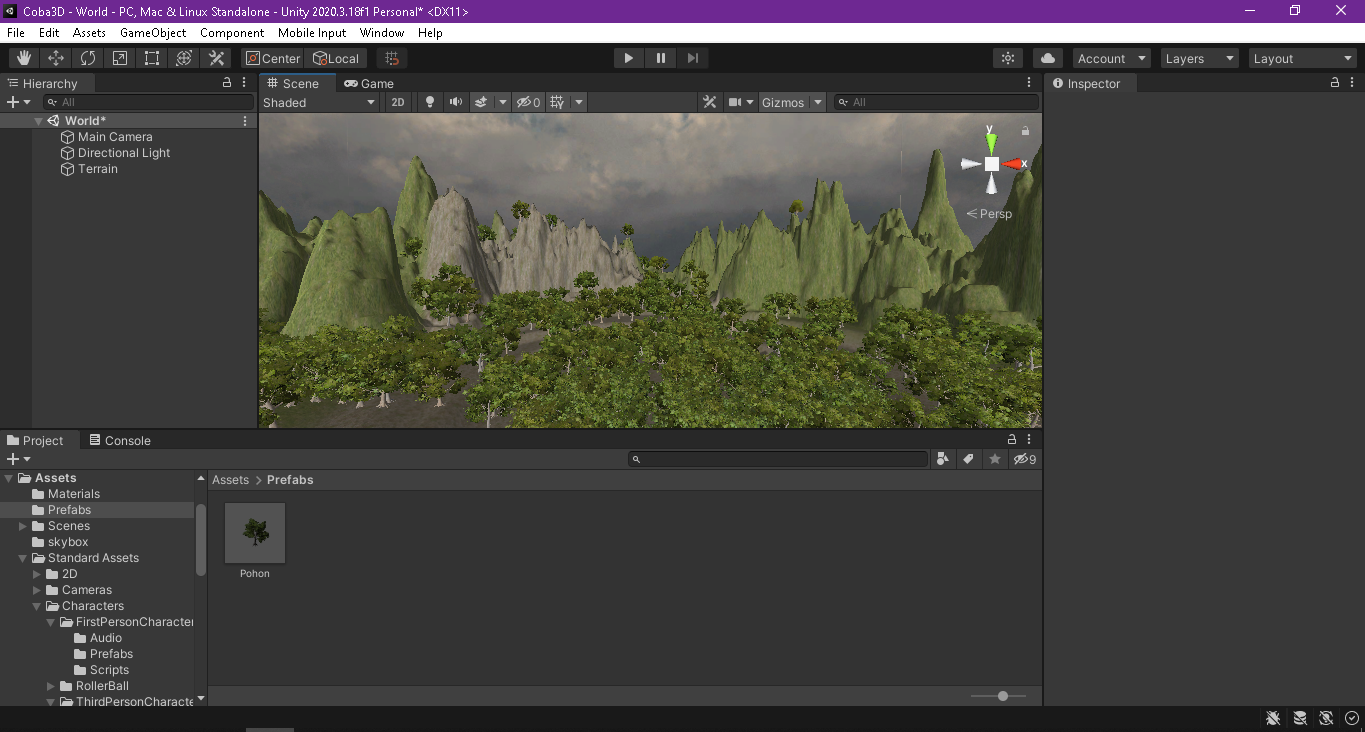 Coba3D - World - PC, Mac & Linux Standalone - Unity 2020.3.18f1 Personal* <DX11>
File Edit Assets GameObject Component Mobile Input Window Help
Center Local Account Layers Layout
Hierarchy
All
World*
Main Camera
Directional Light
Terrain
Scene Game
Shaded 2D 0 Gizmos All
y
x
Persp
Inspector
Project Console
9
Assets
Materials
Prefabs
Scenes
skybox
Standard Assets
2D
Cameras
Characters
FirstPersonCharacter
Audio
Prefabs
Scripts
RollerBall
ThirdPersonCharacte
Assets > Prefabs
Pohon